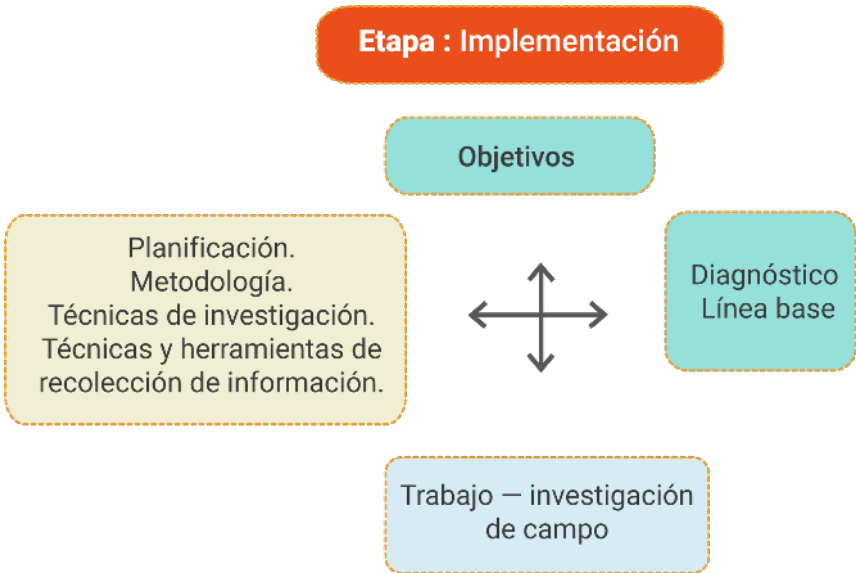 Etapa : Implementación
Objetivos
Planificación.
Metodología.
Técnicas de investigación.
Técnicas y herramientas de
recolección de información.
Diagnóstico
Línea base
Trabajo — investigación
de campo